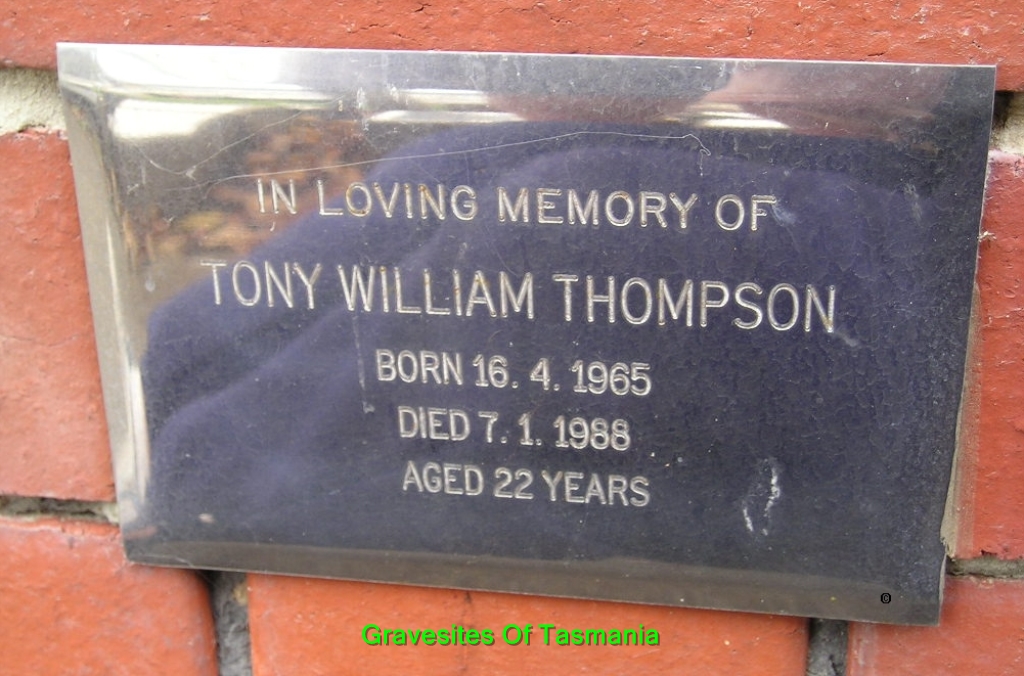 IN LOVING MEMORY OF
TONY WILLIAM THOMPSON
BORN 16. 4. 1965
DIED 7. 1. 1988
AGED 22 YEARS
©
Gravesites Of Tasmania